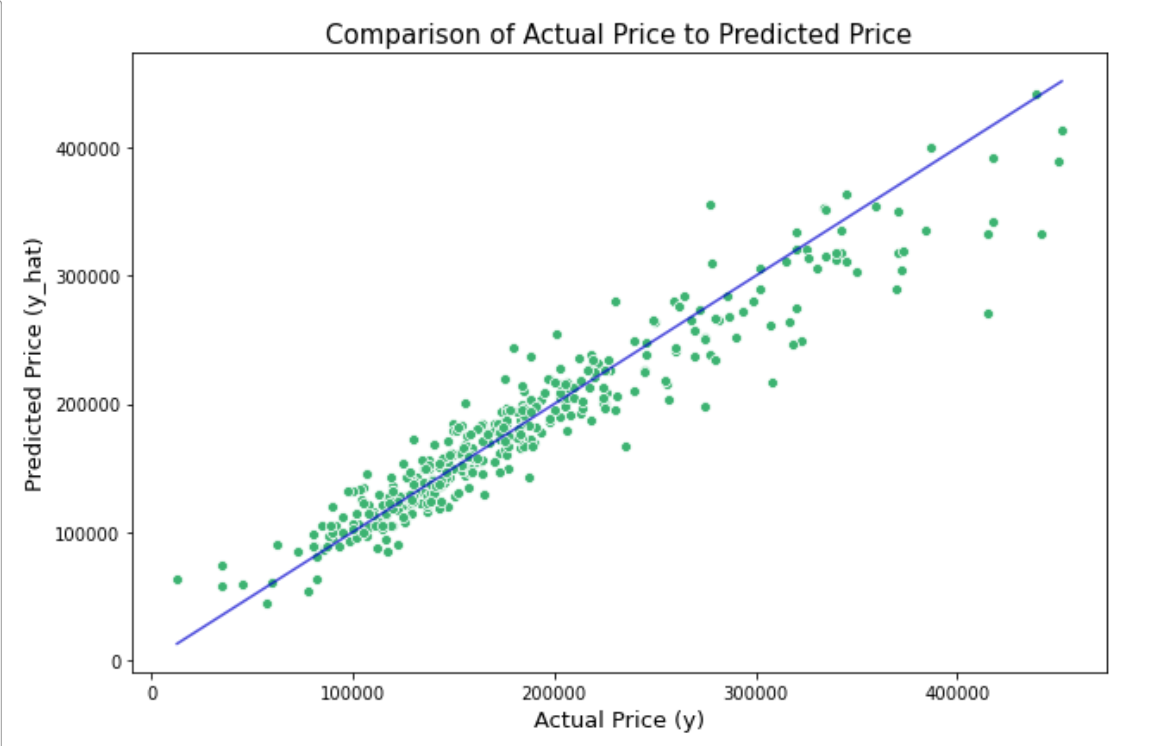 Comparison of Actual Price to Predicted Price
400000
300000
200000
100000
0
Predicted Price (y_hat)
0 100000 200000 300000 400000
Actual Price (y)